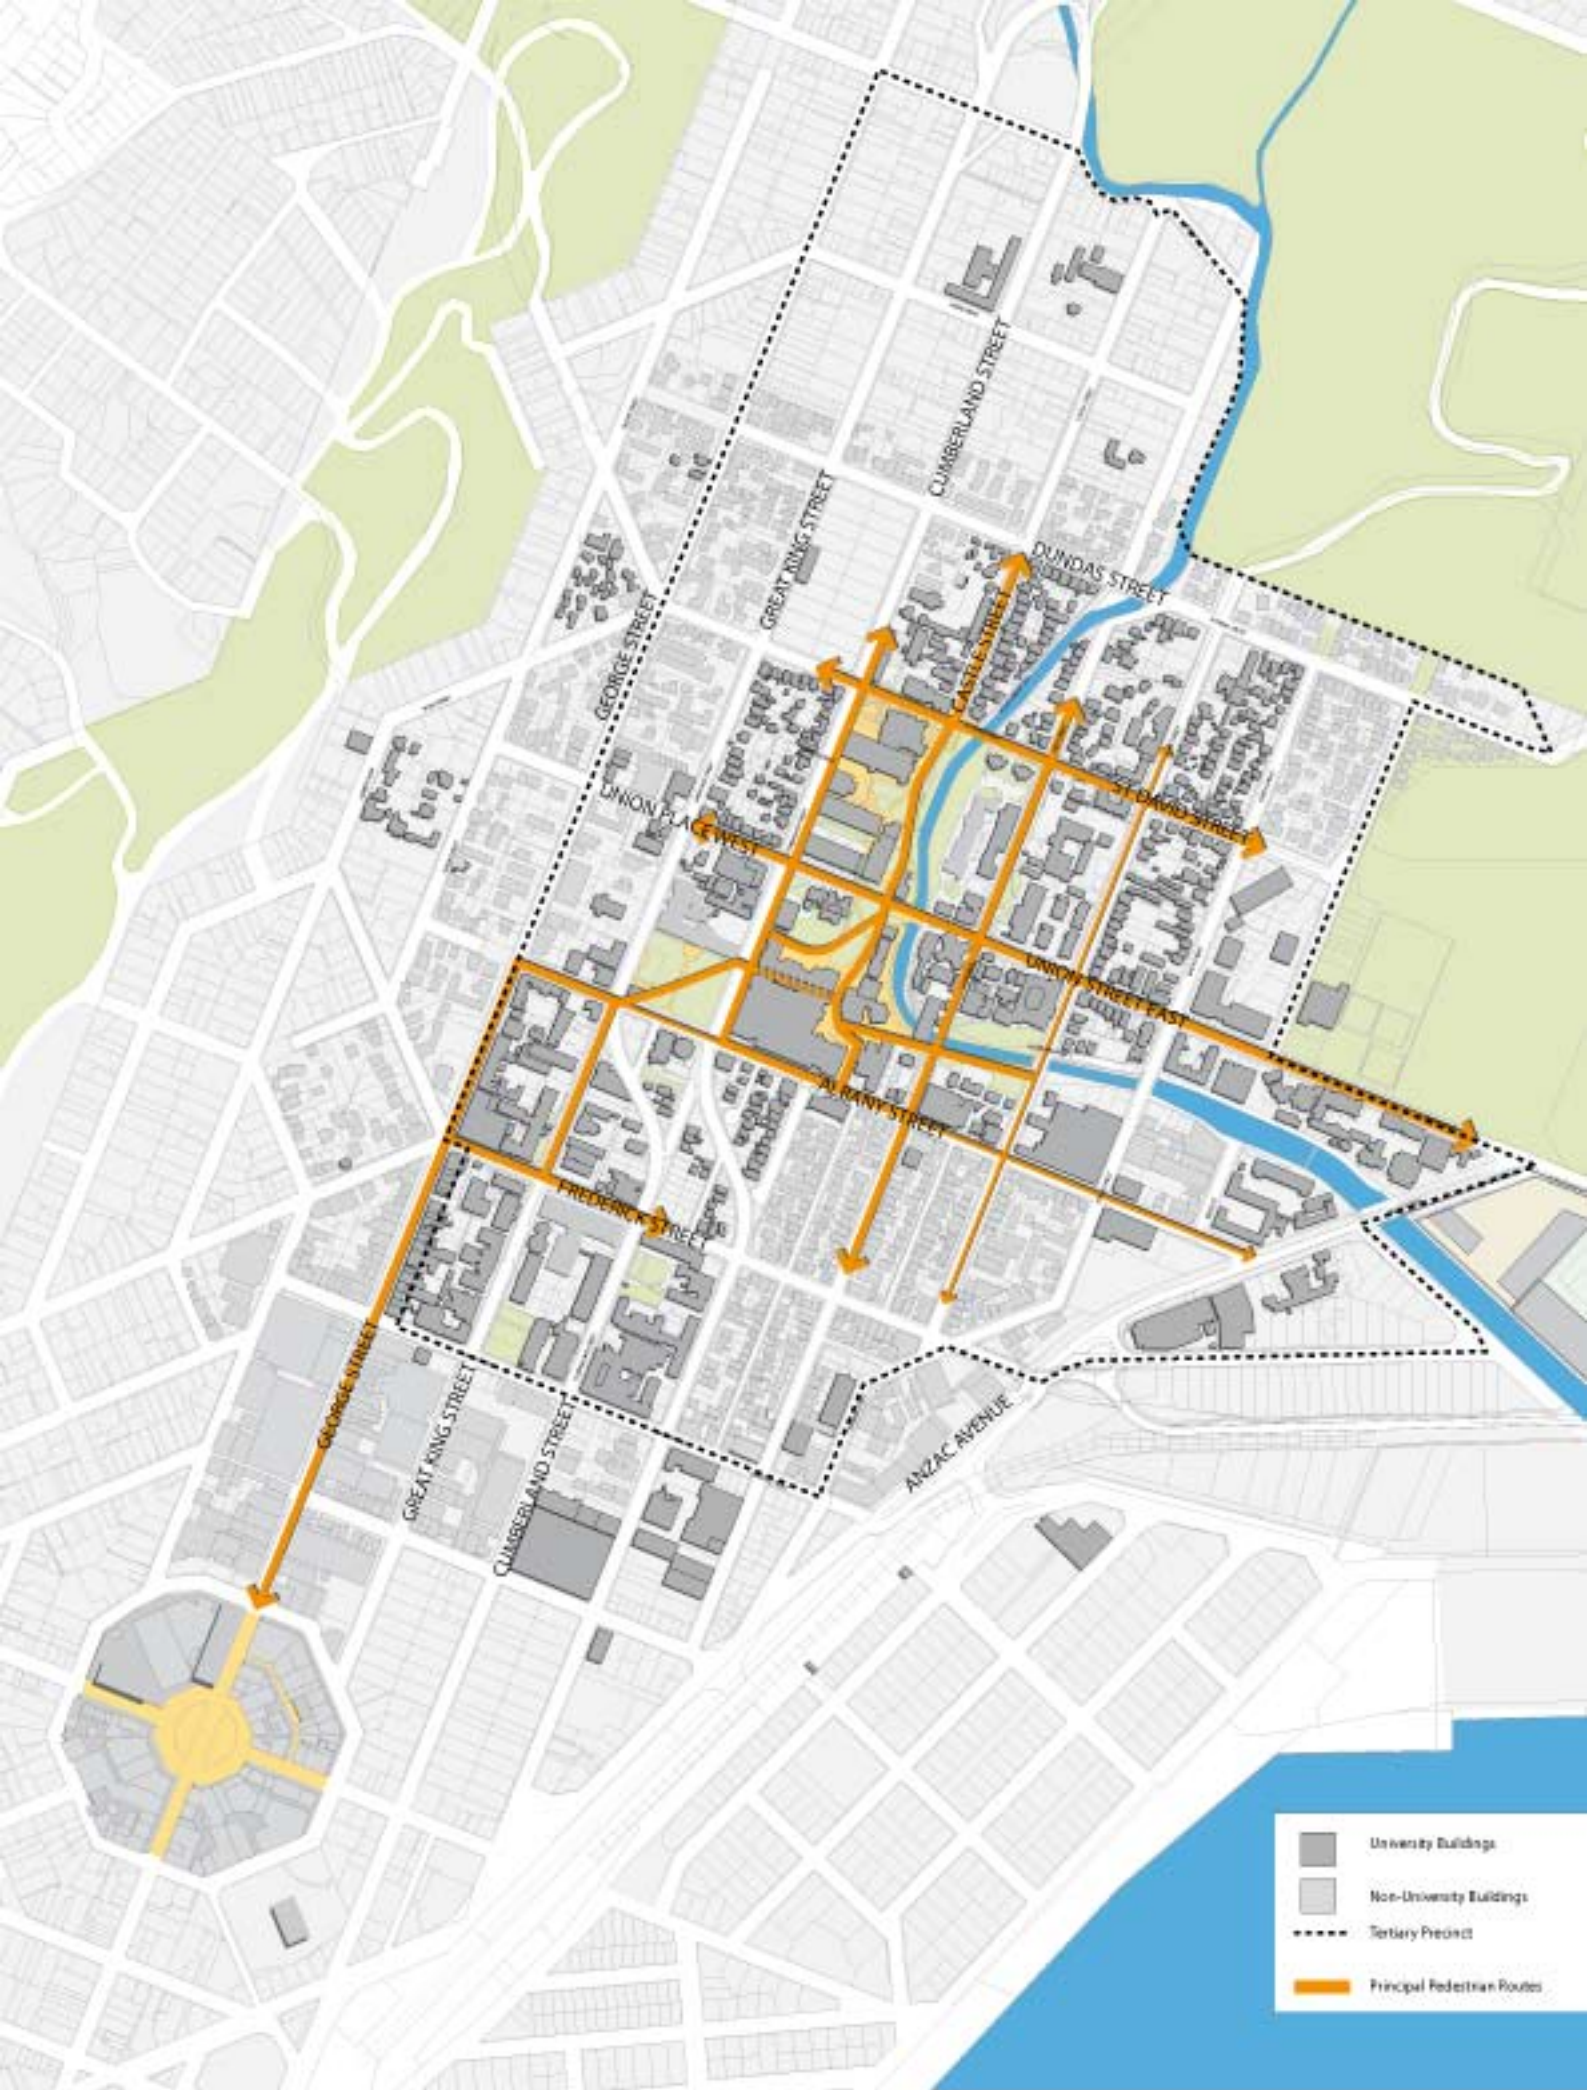 CUMBERLAND STREET
GREAT KING STREET
DUNDAS STREET
GEORGE STREET
CASTLE STREET
UNION PLACE WEST
ST DAVID STREET
UNION STREET EAST
ALBANY STREET
FREDERICK STREET
GEORGE STREET
GREAT KING STREET
CUMBERLAND STREET
ANZAC AVENUE
University Buildings
Non-University Buildings
Tertiary Precinct
Principal Pedestrian Routes